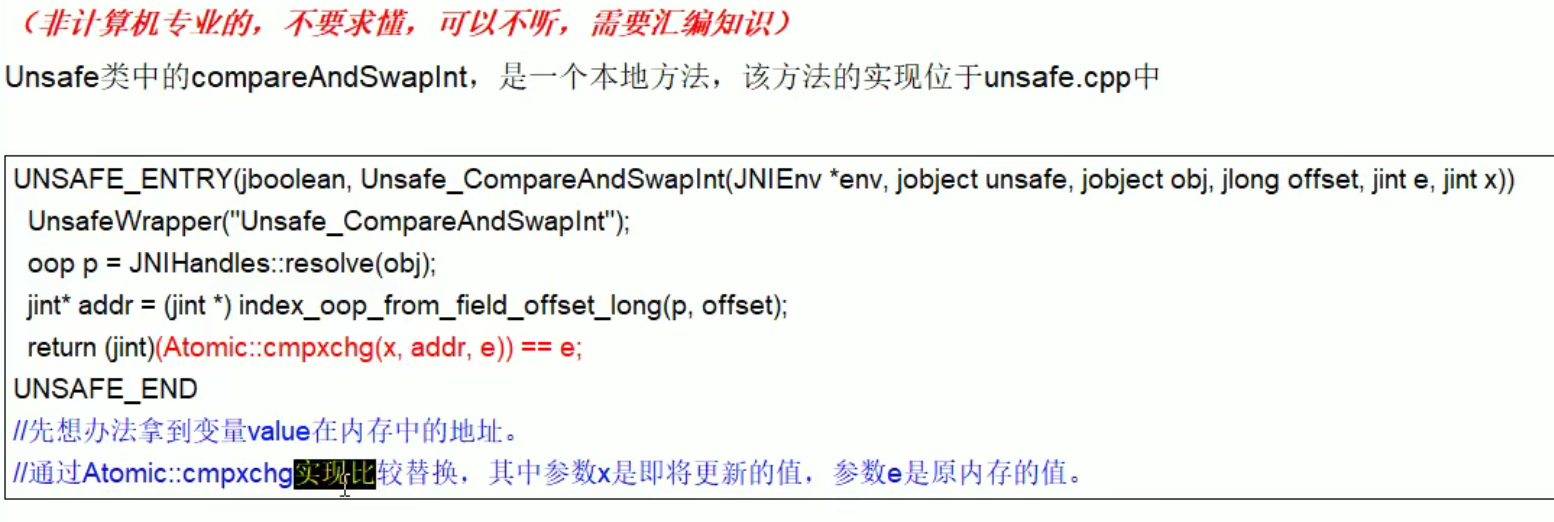 （非计算机专业的，不要求懂，可以不听，需要汇编知识）
Unsafe类中的compareAndSwapInt，是一个本地方法，该方法的实现位于unsafe.cpp中
UNSAFE_ENTRY(jboolean, Unsafe_CompareAndSwapInt(JNIEnv *env, jobject unsafe, jobject obj, jlong offset, jint e, jint x))
UnsafeWrapper("Unsafe_CompareAndSwapInt");
oop p = JNIHandles::resolve(obj);
jint* addr = (jint *) index_oop_from_field_offset_long(p, offset);
return (jint)(Atomic::cmpxchg(x, addr, e)) == e;
UNSAFE_END
//先想办法拿到变量value在内存中的地址。
//通过Atomic::cmpxchg实现比较替换，其中参数x是即将更新的值，参数e是原内存的值。